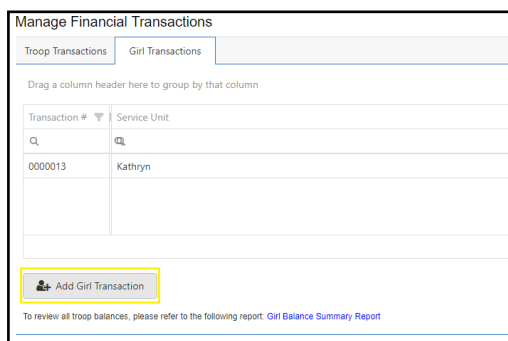 Manage Financial Transactions
Troop Transactions Girl Transactions
Drag a column header here to group by that column
Transaction # Service Unit
0000013 Kathryn
Add Girl Transaction
To review all troop balances, please refer to the following report: Girl Balance Summary Report